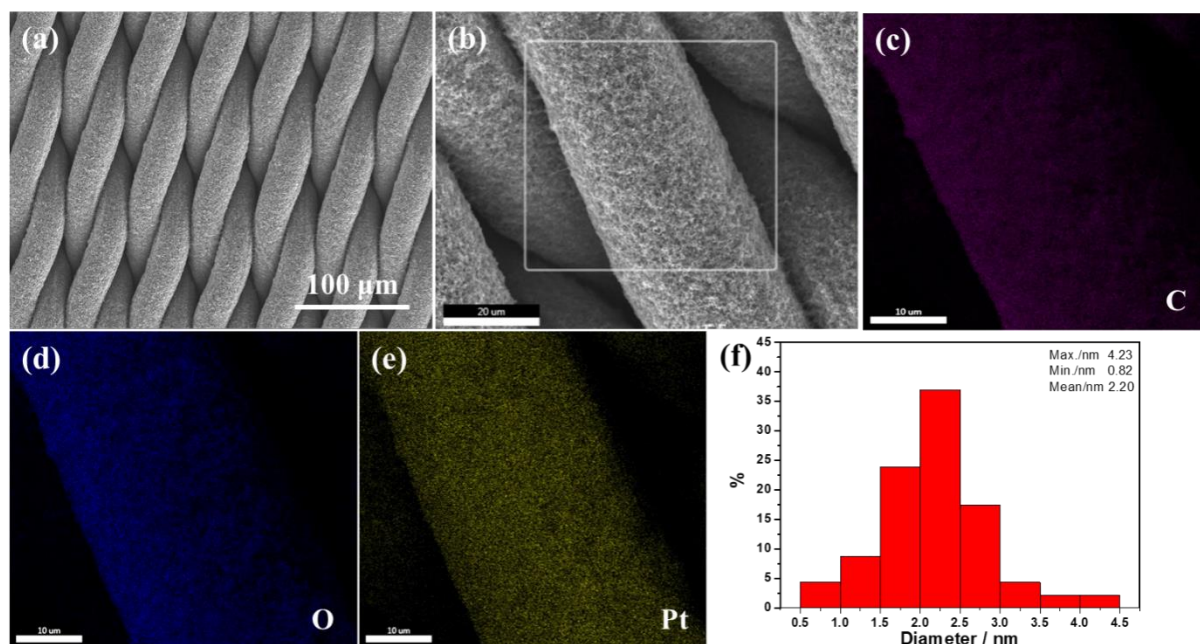 (a)
100 µm
(b)
20 um
(c)
10 um
C
(d)
10 um
O
(e)
10 um
Pt
(f)
Max./nm 4.23
Min./nm 0.82
Mean/nm 2.20
45
40
35
30
25
20
15
10
5
0
%
0.5 1.0 1.5 2.0 2.5 3.0 3.5 4.0 4.5
Diameter / nm